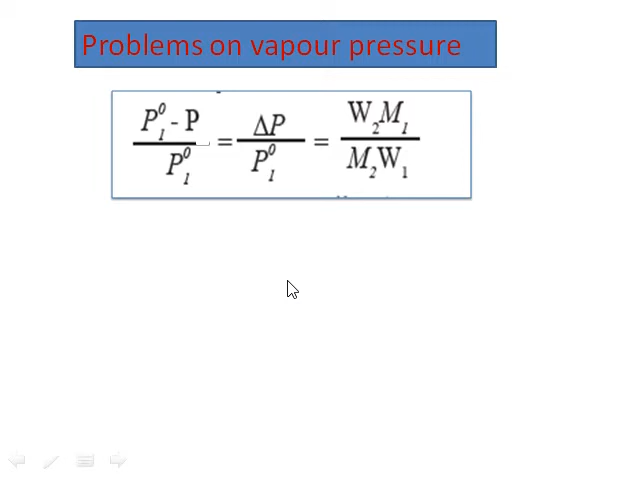 Problems on vapour pressure
P₁⁰ - P / P₁⁰ = ΔP / P₁⁰ = W₂M₁ / M₂W₁